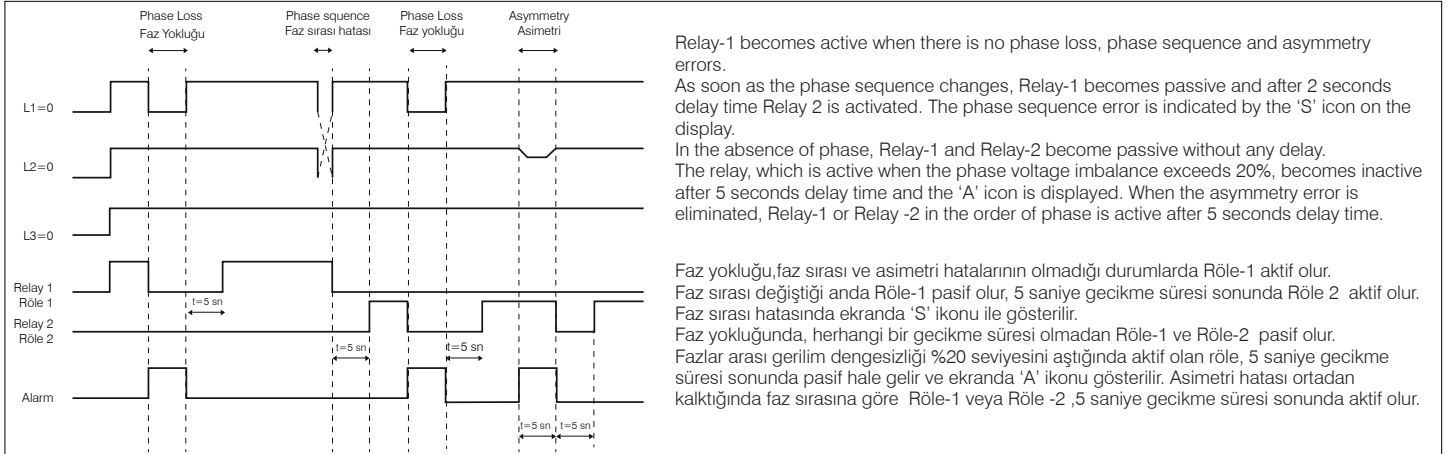 Phase Loss
Faz Yokluğu
Phase squence
Faz sırası hatası
Phase Loss
Faz yokluğu
Asymmetry
Asimetri
L1=0
L2=0
L3=0
Relay 1
Röle 1
t=5 sn
Relay 2
Röle 2
t=5 sn
t=5 sn
Alarm
t=5 sn
t=5 sn
Relay-1 becomes active when there is no phase loss, phase sequence and asymmetry
errors.
As soon as the phase sequence changes, Relay-1 becomes passive and after 2 seconds
delay time Relay 2 is activated. The phase sequence error is indicated by the ‘S’ icon on the
display.
In the absence of phase, Relay-1 and Relay-2 become passive without any delay.
The relay, which is active when the phase voltage imbalance exceeds 20%, becomes inactive
after 5 seconds delay time and the ‘A’ icon is displayed. When the asymmetry error is
eliminated, Relay-1 or Relay -2 in the order of phase is active after 5 seconds delay time.
Faz yokluğu,faz sırası ve asimetri hatalarının olmadığı durumlarda Röle-1 aktif olur.
Faz sırası değiştiği anda Röle-1 pasif olur, 5 saniye gecikme süresi sonunda Röle 2 aktif olur.
Faz sırası hatasında ekranda ‘S’ ikonu ile gösterilir.
Faz yokluğunda, herhangi bir gecikme süresi olmadan Röle-1 ve Röle-2 pasif olur.
Fazlar arası gerilim dengesizliği %20 seviyesini aştığında aktif olan röle, 5 saniye gecikme
süresi sonunda pasif hale gelir ve ekranda ‘A’ ikonu gösterilir. Asimetri hatası ortadan
kalktığında faz sırasına göre Röle-1 veya Röle -2 ,5 saniye gecikme süresi sonunda aktif olur.